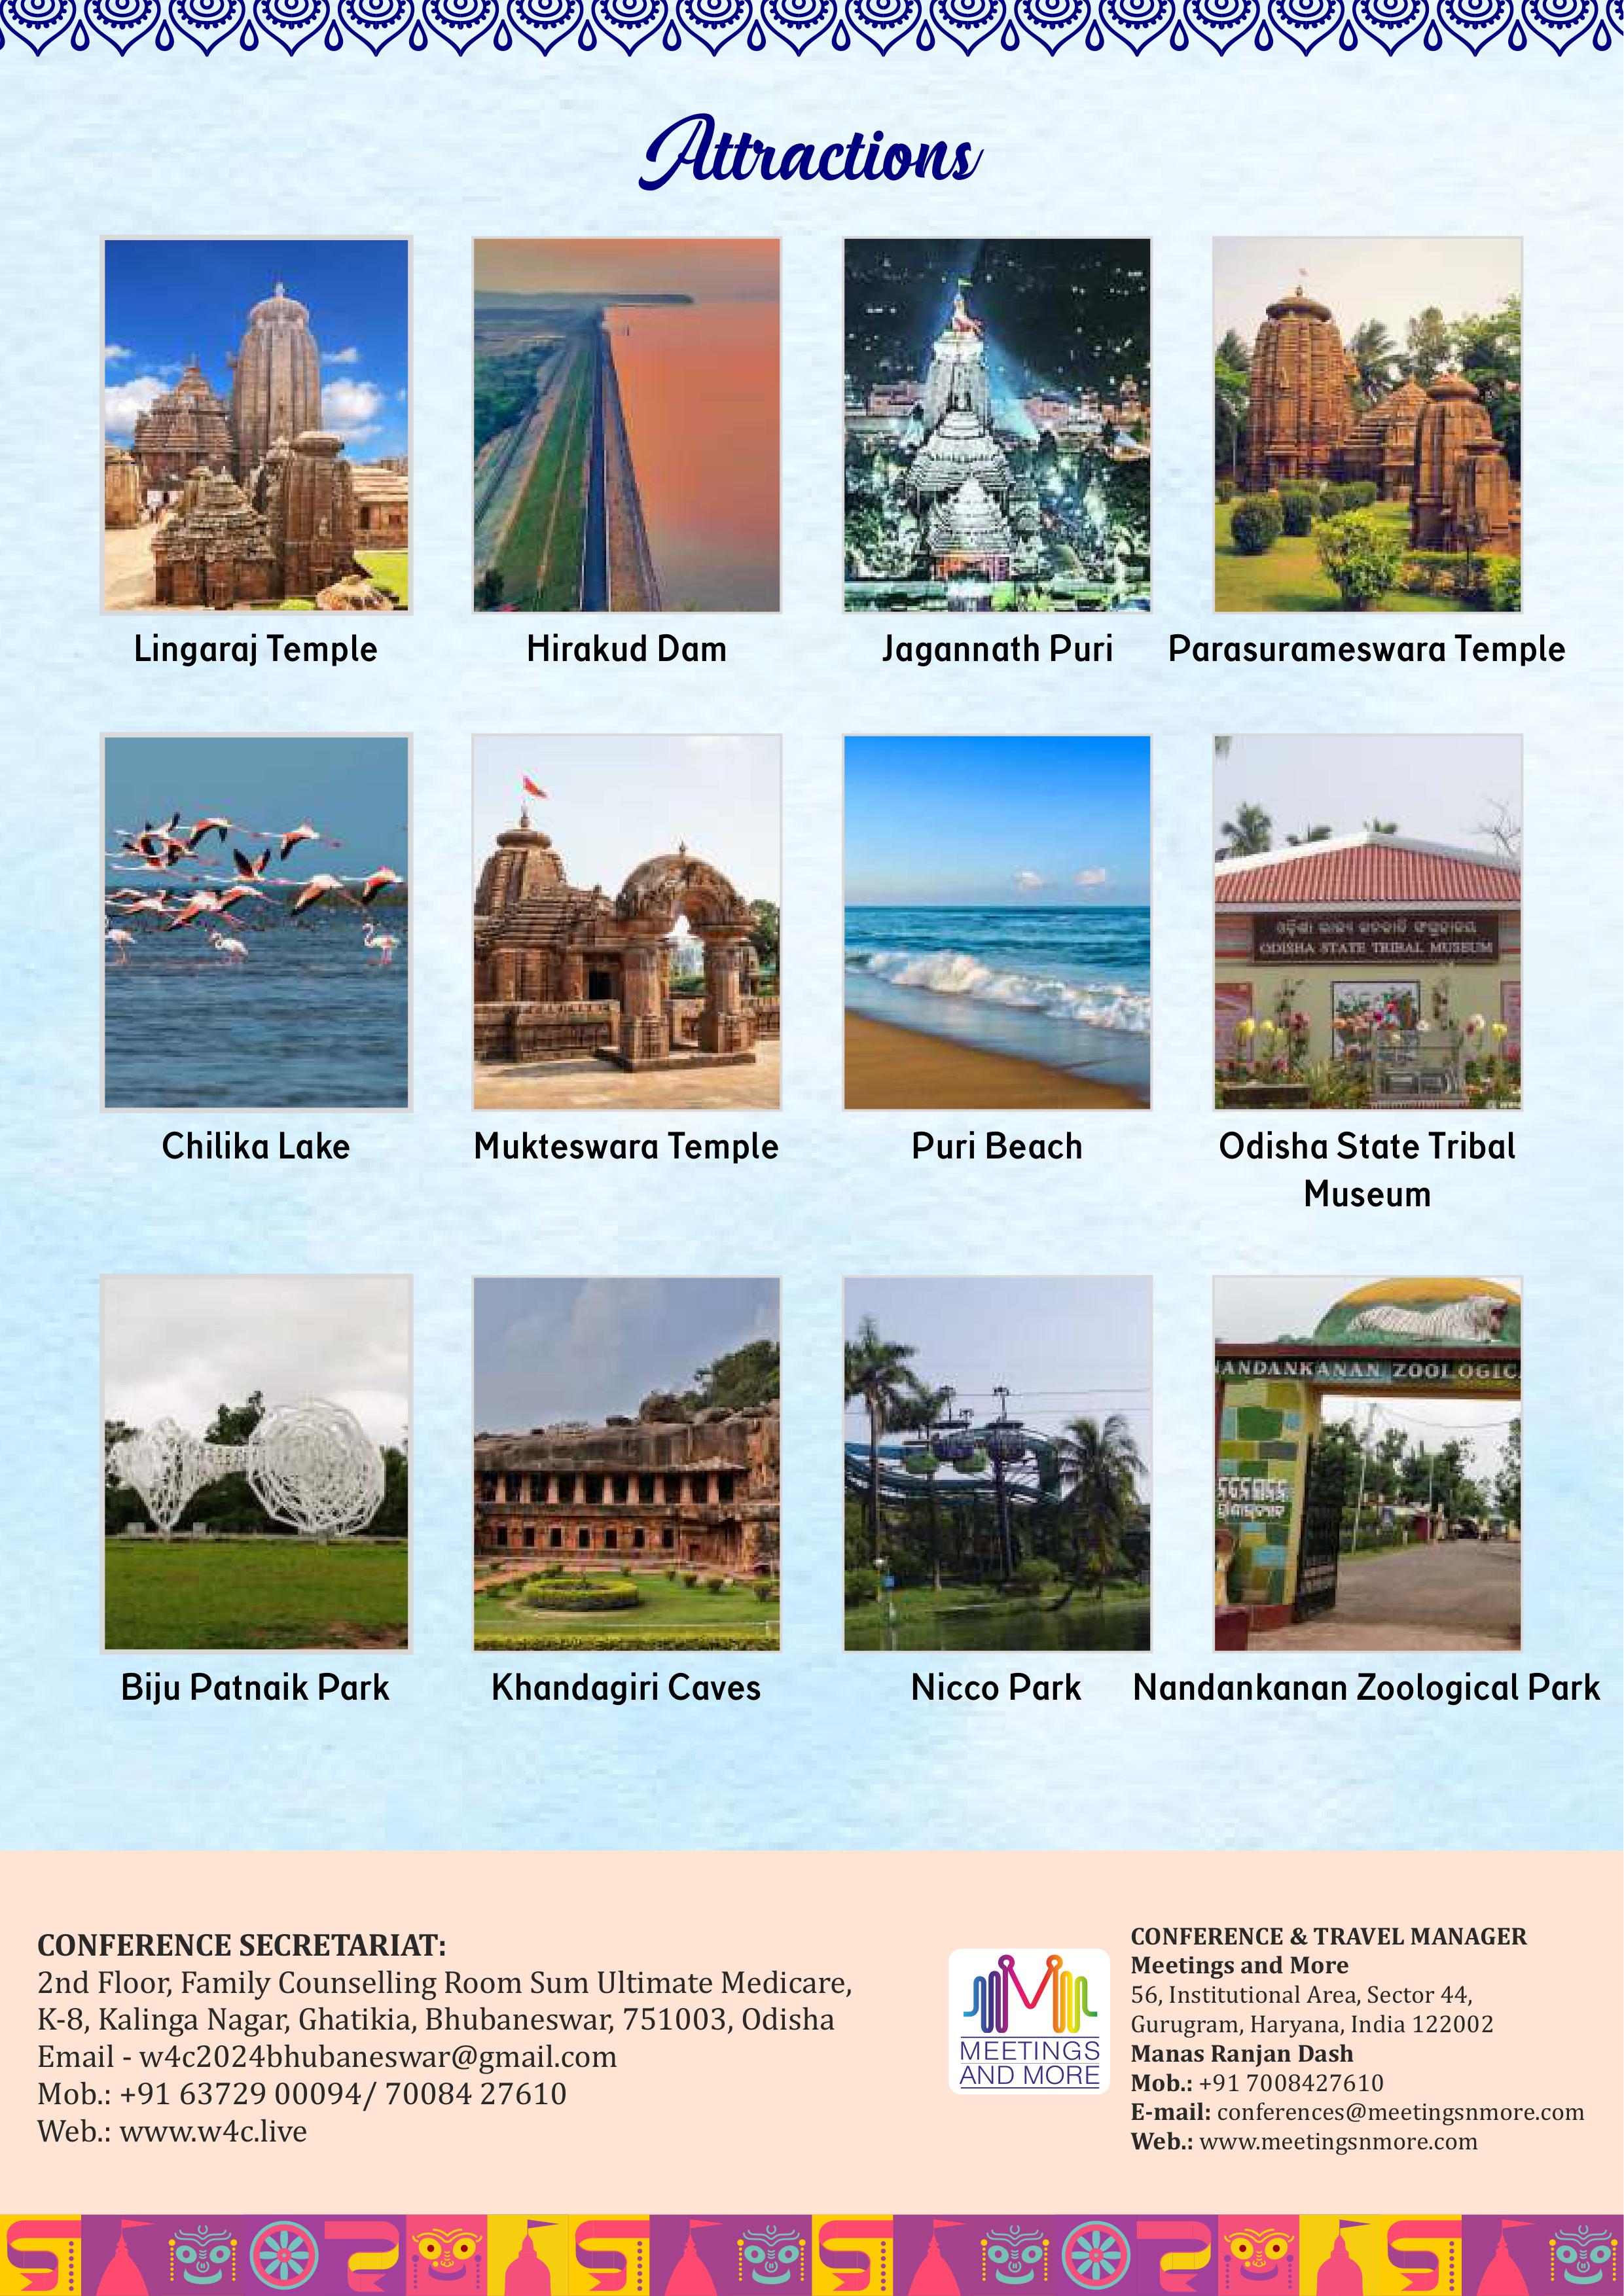 Attractions
Lingaraj Temple
Hirakud Dam
Jagannath Puri
Parasurameswara Temple
ODISHA STATE TRIBAL MUSEUM
Chilika Lake
Mukteswara Temple
Puri Beach
Odisha State Tribal
Museum
NANDANKANAN ZOOLOGIC
Biju Patnaik Park
Khandagiri Caves
Nicco Park
Nandankanan Zoological Park
CONFERENCE SECRETARIAT:
2nd Floor, Family Counselling Room Sum Ultimate Medicare,
K-8, Kalinga Nagar, Ghatikia, Bhubaneswar, 751003, Odisha
Email - w4c2024bhubaneswar@gmail.com
Mob.: +91 63729 00094/ 70084 27610
Web.: www.w4c.live
MEETINGS
AND MORE
CONFERENCE & TRAVEL MANAGER
Meetings and More
56, Institutional Area, Sector 44,
Gurugram, Haryana, India 122002
Manas Ranjan Dash
Mob.: +91 7008427610
E-mail: conferences@meetingsnmore.com
Web.: www.meetingsnmore.com